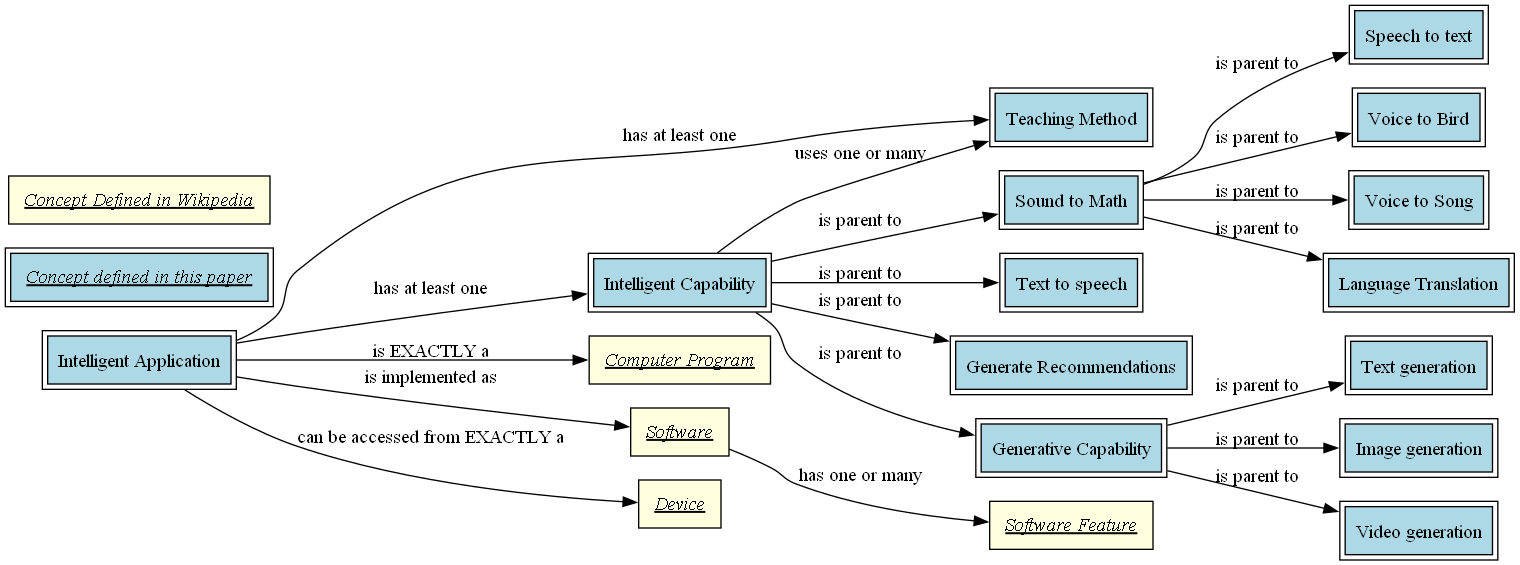 Speech to text
is parent to
Teaching Method
has at least one
is parent to
Voice to Bird
uses one or many
Concept Defined in Wikipedia
Sound to Math
is parent to
Voice to Song
is parent to
is parent to
Concept defined in this paper
has at least one
Intelligent Capability
is parent to
Text to speech
Language Translation
is parent to
Intelligent Application
is EXACTLY a
Computer Program
is parent to
Generate Recommendations
Text generation
is implemented as
is parent to
Software
can be accessed from EXACTLY a
Generative Capability
is parent to
Image generation
has one or many
is parent to
Device
Software Feature
Video generation